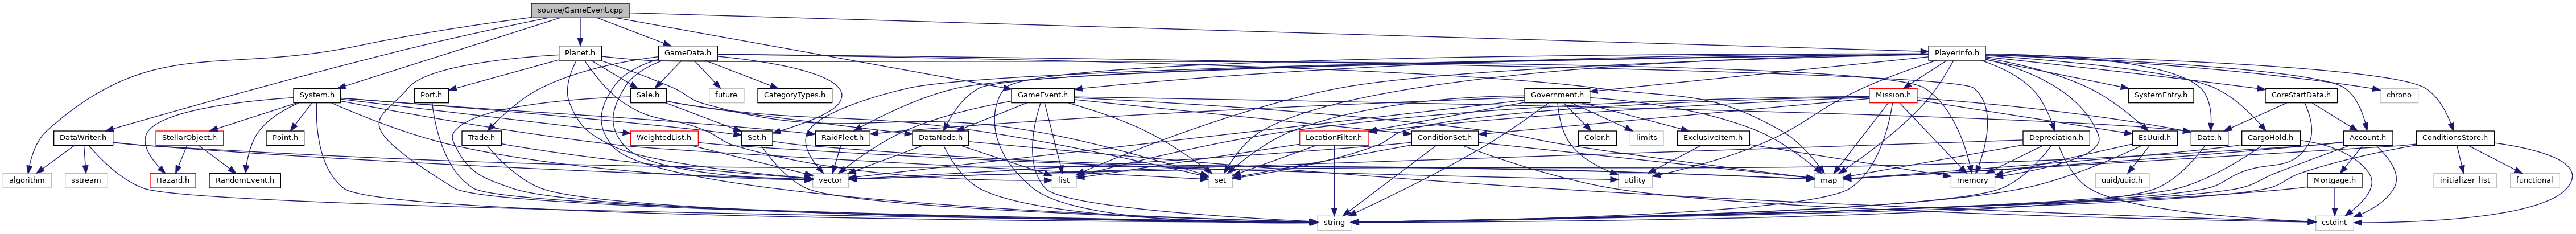 source/GameEvent.cpp
Planet.h
GameData.h
PlayerInfo.h
System.h
Port.h
Sale.h
future
CategoryTypes.h
GameEvent.h
Government.h
Mission.h
SystemEntry.h
CoreStartData.h
chrono
DataWriter.h
StellarObject.h
Point.h
Trade.h
WeightedList.h
Set.h
RaidFleet.h
DataNode.h
LocationFilter.h
ConditionSet.h
Color.h
limits
ExclusiveItem.h
Depreciation.h
EsUuid.h
Date.h
CargoHold.h
Account.h
ConditionsStore.h
algorithm
sstream
Hazard.h
RandomEvent.h
vector
list
set
utility
map
memory
uuid/uuid.h
Mortgage.h
initializer_list
functional
string
cstdint